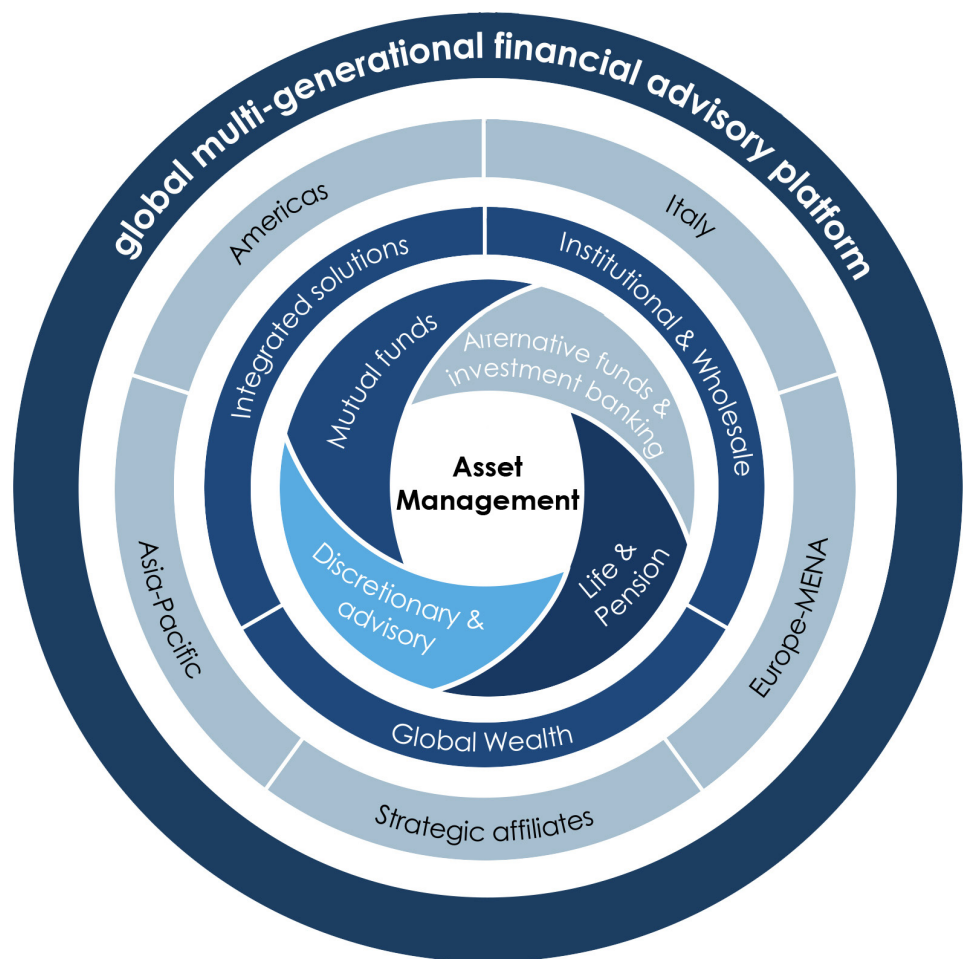 global multi-generational financial advisory platform
Americas
Italy
Europe-MENA
Strategic affiliates
Asia-Pacific
Integrated solutions
Institutional & Wholesale
Global Wealth
Mutual funds
Alternative funds &
investment banking
Life &
Pension
Discretionary &
advisory
Asset
Management